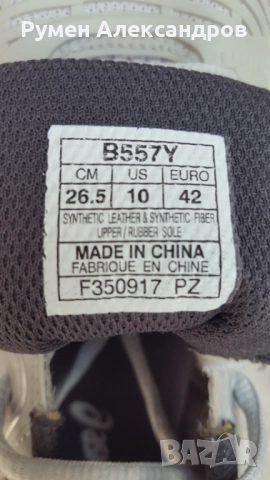 Румен Александров
B557Y
CM US EURO
26.5 10 42
SYNTHETIC LEATHER & SYNTHETIC FIBER
UPPER / RUBBER SOLE
MADE IN CHINA
FABRIQUE EN CHINE
F350917 PZ
bazar